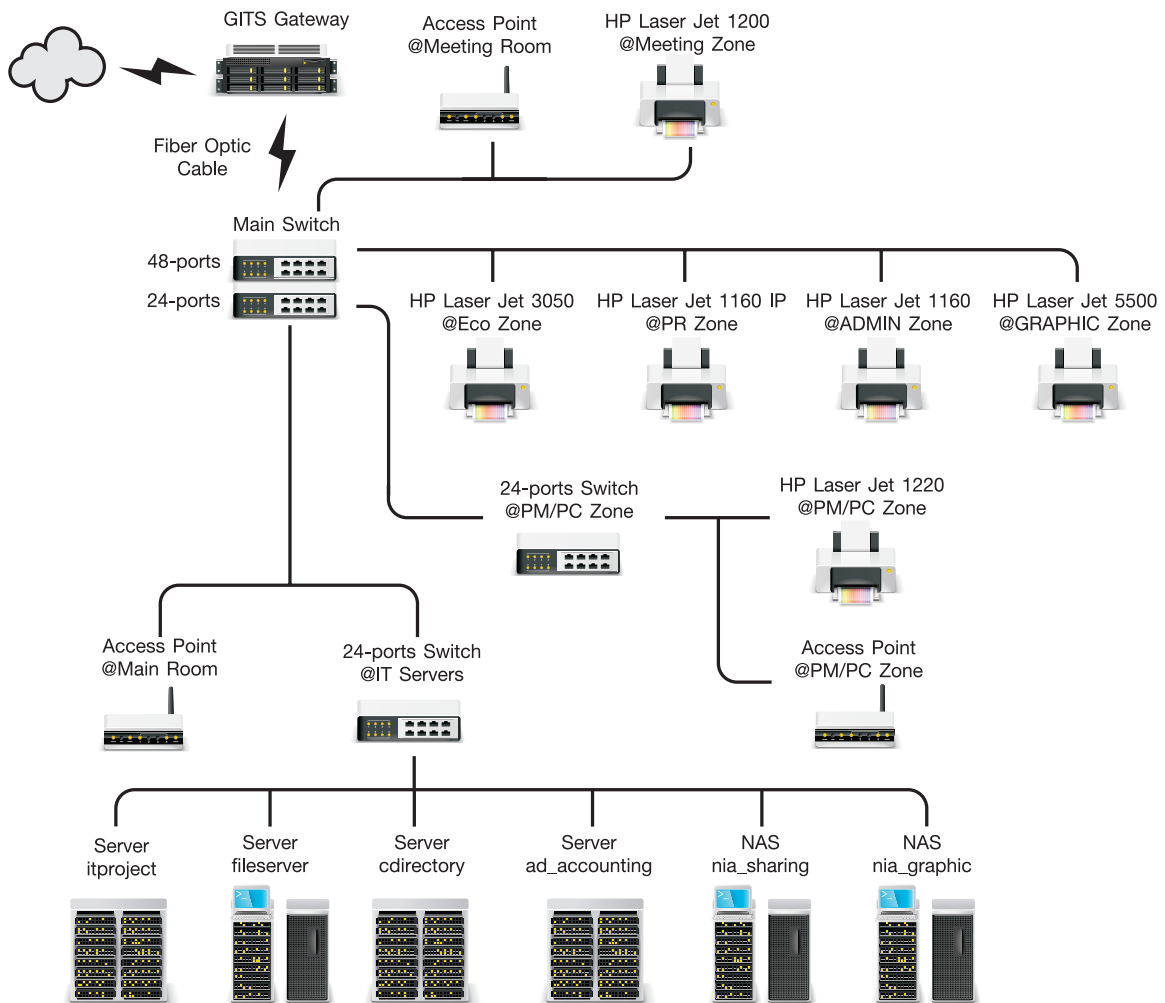 GITS Gateway
Access Point
@Meeting Room
HP Laser Jet 1200
@Meeting Zone
Fiber Optic
Cable
Main Switch
48-ports
24-ports
HP Laser Jet 3050
@Eco Zone
HP Laser Jet 1160 IP
@PR Zone
HP Laser Jet 1160
@ADMIN Zone
HP Laser Jet 5500
@GRAPHIC Zone
24-ports Switch
@PM/PC Zone
HP Laser Jet 1220
@PM/PC Zone
Access Point
@Main Room
24-ports Switch
@IT Servers
Access Point
@PM/PC Zone
Server
itproject
Server
fileserver
Server
cdirectory
Server
ad_accounting
NAS
nia_sharing
NAS
nia_graphic